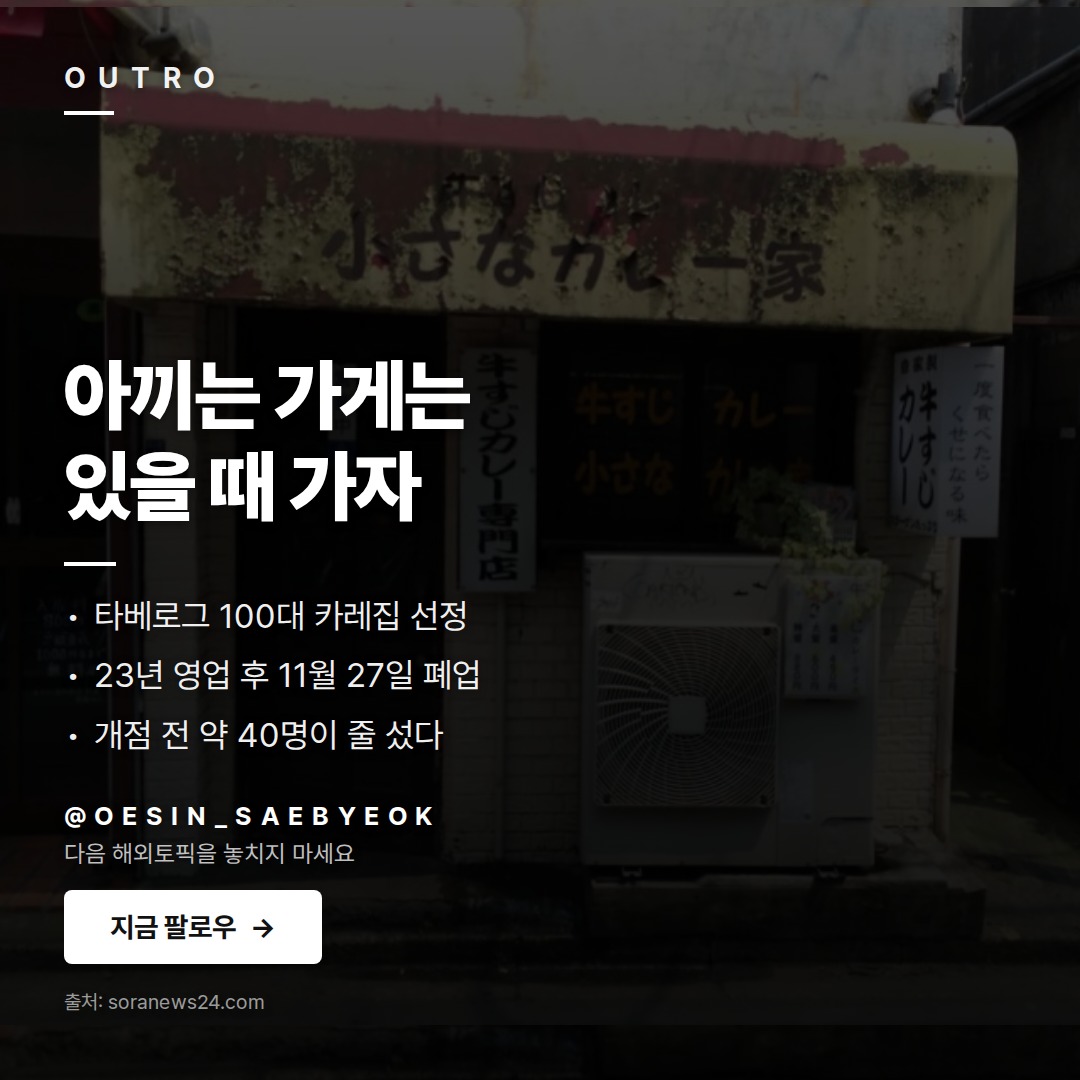 OUTRO
小さなカレー家
아끼는 가게는
있을 때 가자
牛すじカレー専門店
牛すじ カレー
小さな
牛すじ
カレー
一度食べたら
くせになる味
• 타베로그 100대 카레집 선정
• 23년 영업 후 11월 27일 폐업
• 개점 전 약 40명이 줄 섰다
@OESIN_SAEBYEOK
다음 해외토픽을 놓치지 마세요
지금 팔로우 →
출처: soranews24.com